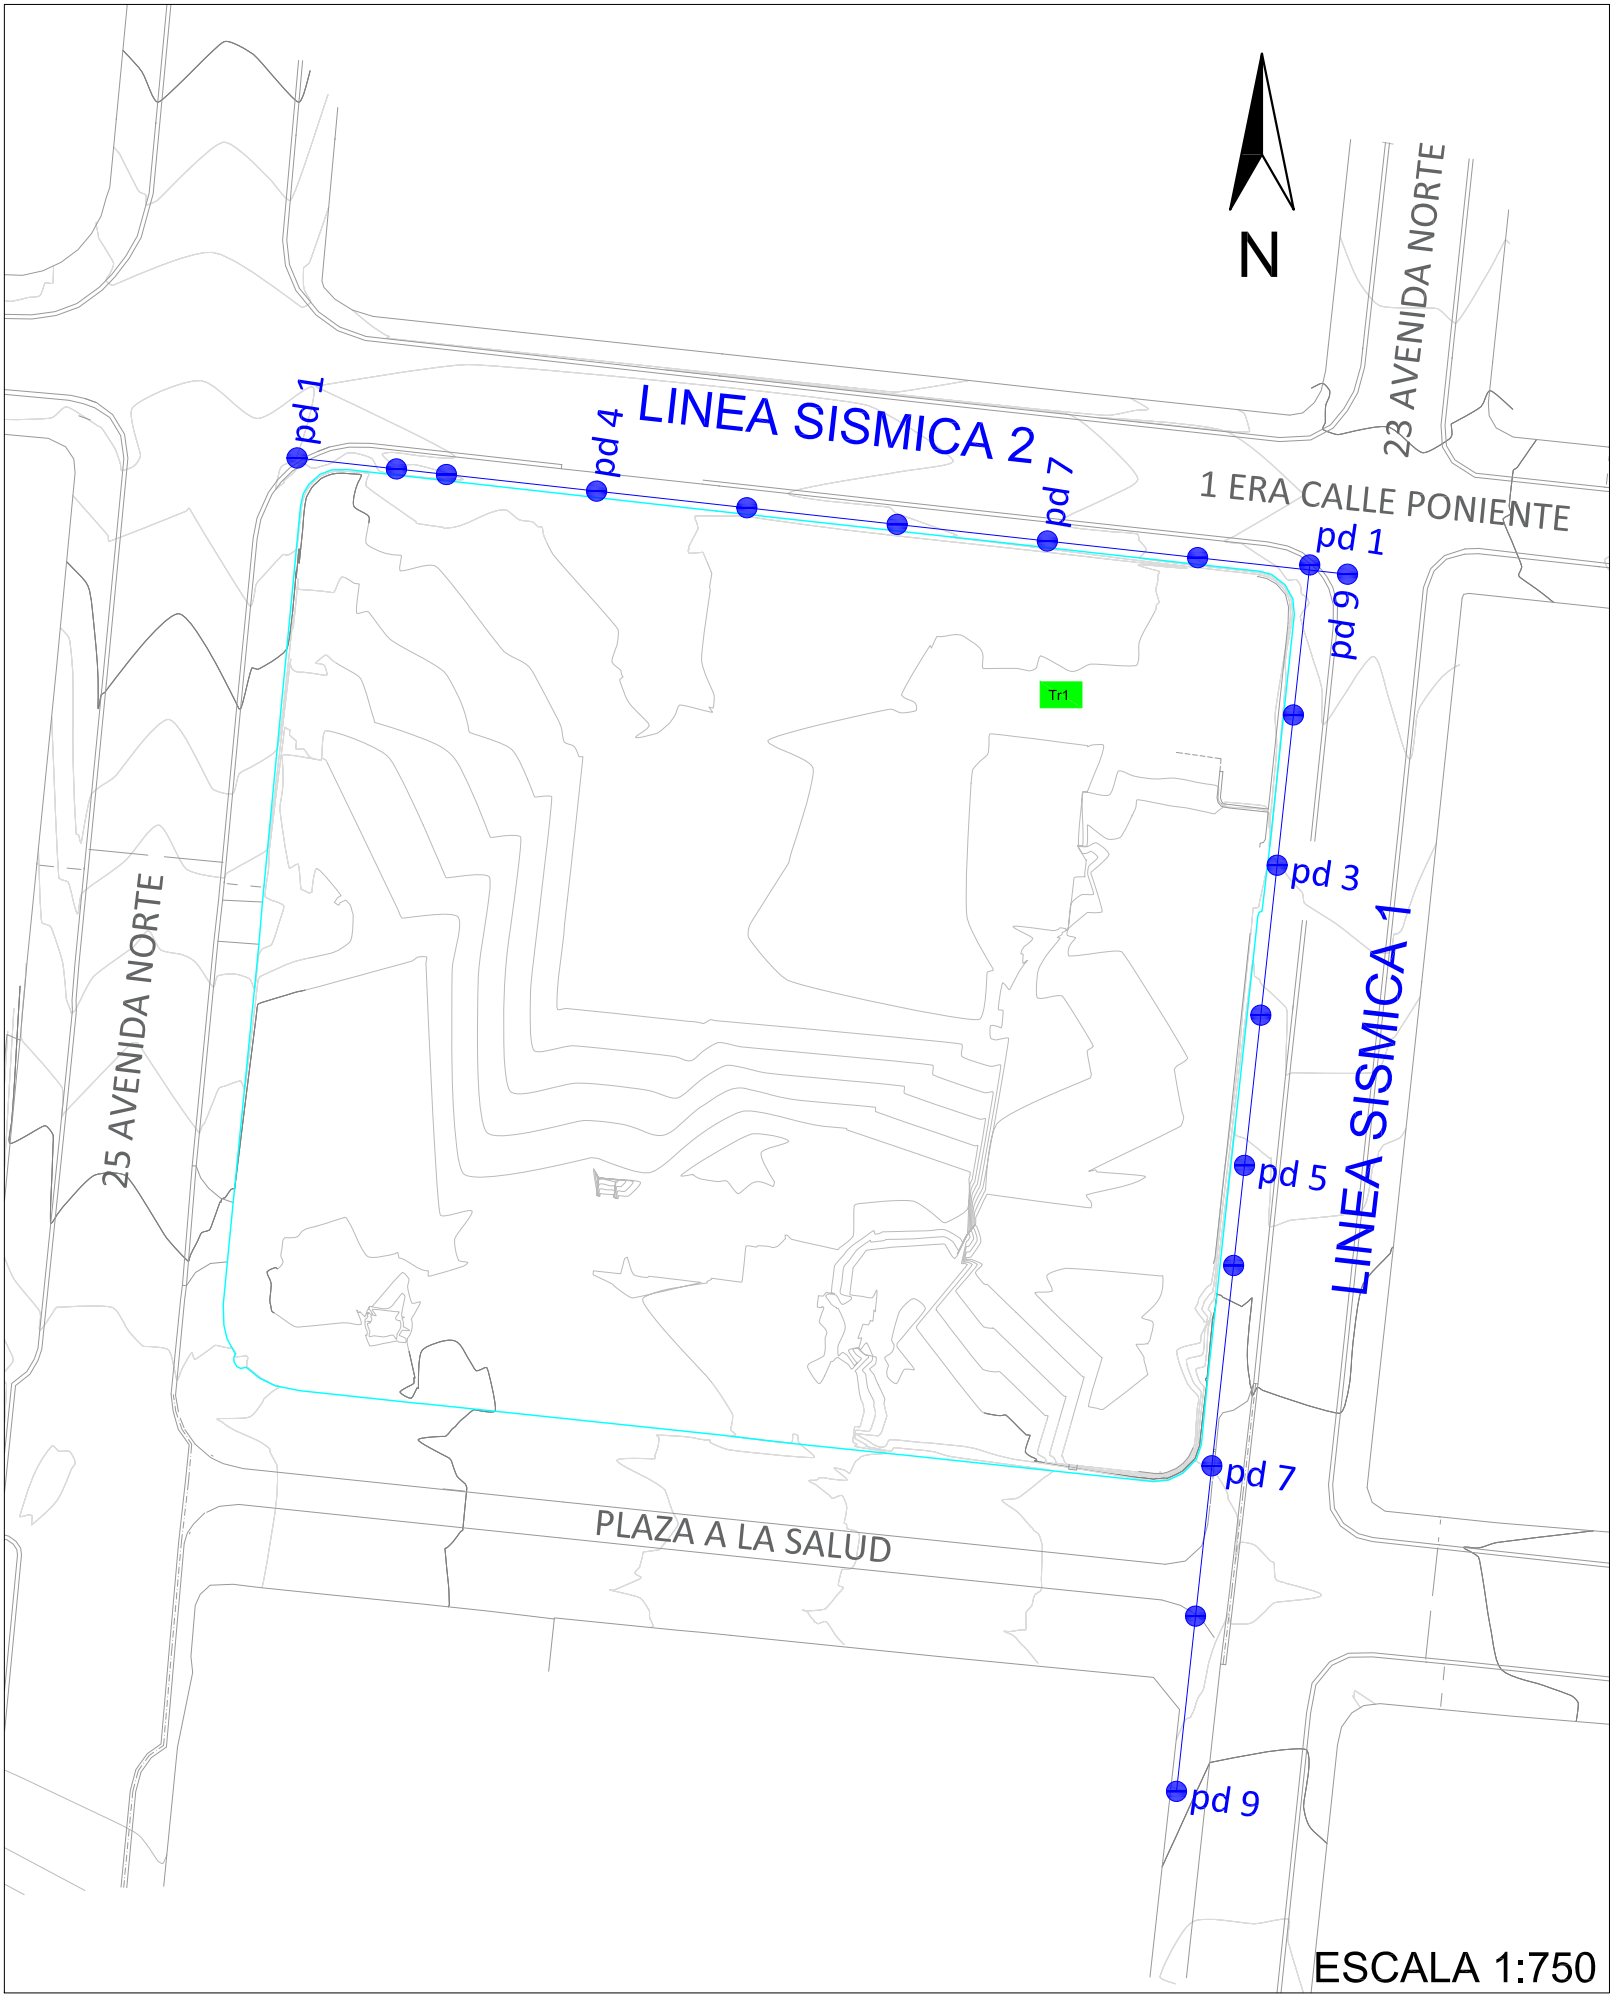 N
23 AVENIDA NORTE
pd 1
pd 4
LINEA SISMICA 2
pd 7
1 ERA CALLE PONIENTE
pd 1
pd 9
Tr1
pd 3
25 AVENIDA NORTE
LINEA SISMICA 1
pd 5
pd 7
PLAZA A LA SALUD
pd 9
ESCALA 1:750